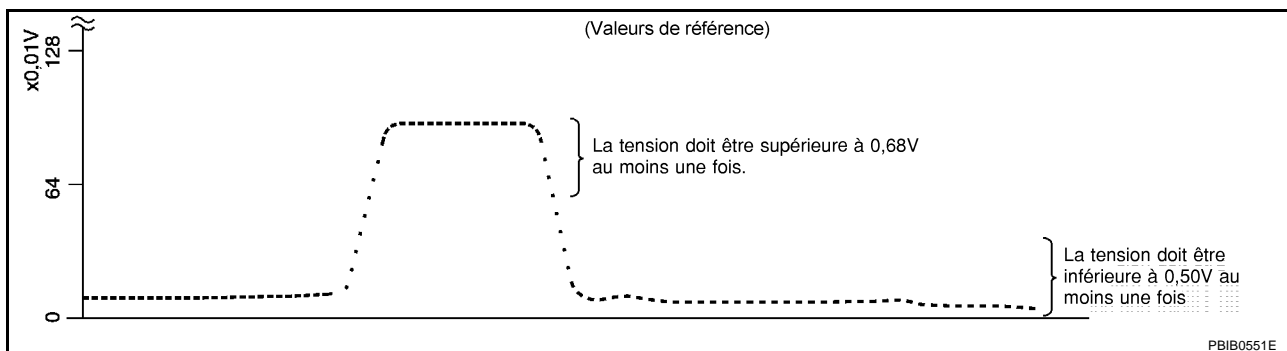 (Valeurs de référence)
x0,01V
128
64
0
La tension doit être supérieure à 0,68V
au moins une fois.
La tension doit être
inférieure à 0,50V au
moins une fois
PBIB0551E